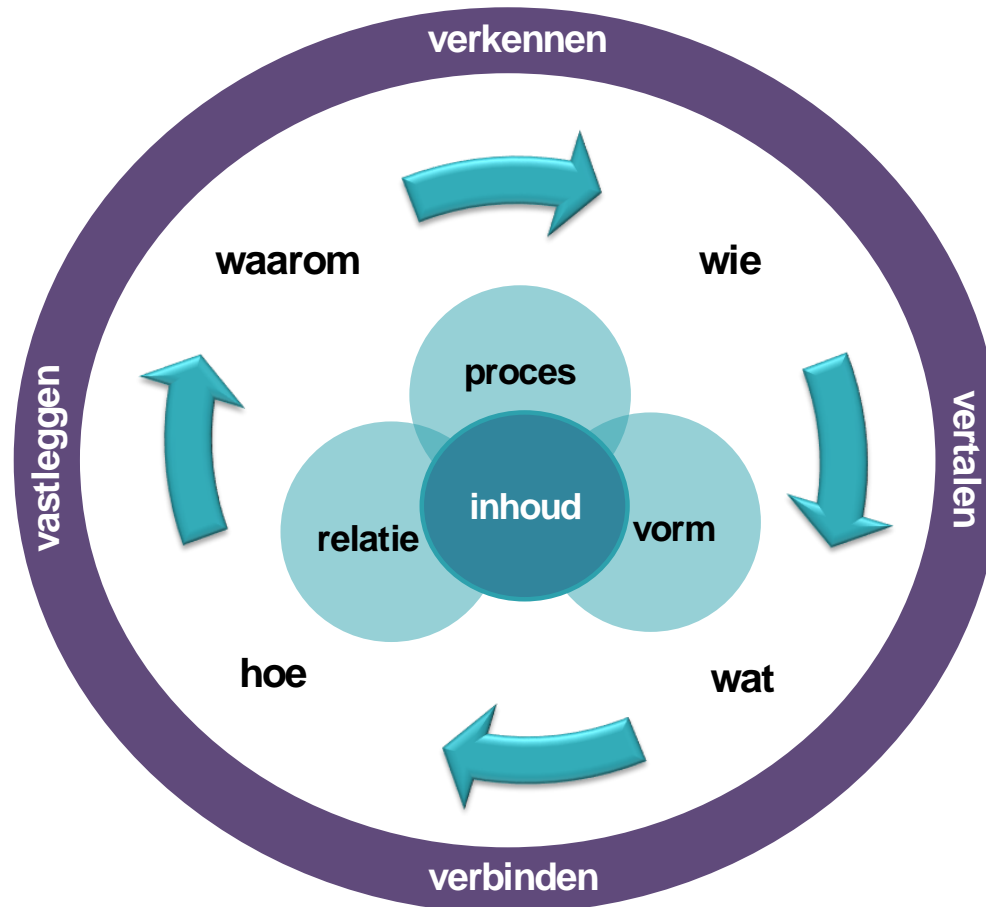 verkennen
waarom
wie
proces
vastleggen
vertalen
inhoud
relatie
vorm
hoe
wat
verbinden